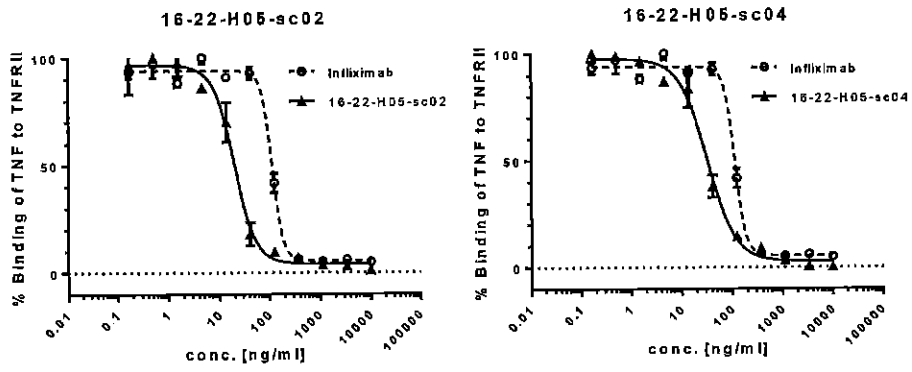 16-22-H05-sc02
% Binding of TNF to TNFRII
100
50
0
Infliximab
16-22-H05-sc02
0.01
0.1
1
10
100
1000
10000
100000
conc. [ng/ml]
16-22-H05-sc04
% Binding of TNF to TNFRII
100
50
0
Infliximab
16-22-H05-sc04
0.01
0.1
1
10
100
1000
10000
100000
conc. [ng/ml]